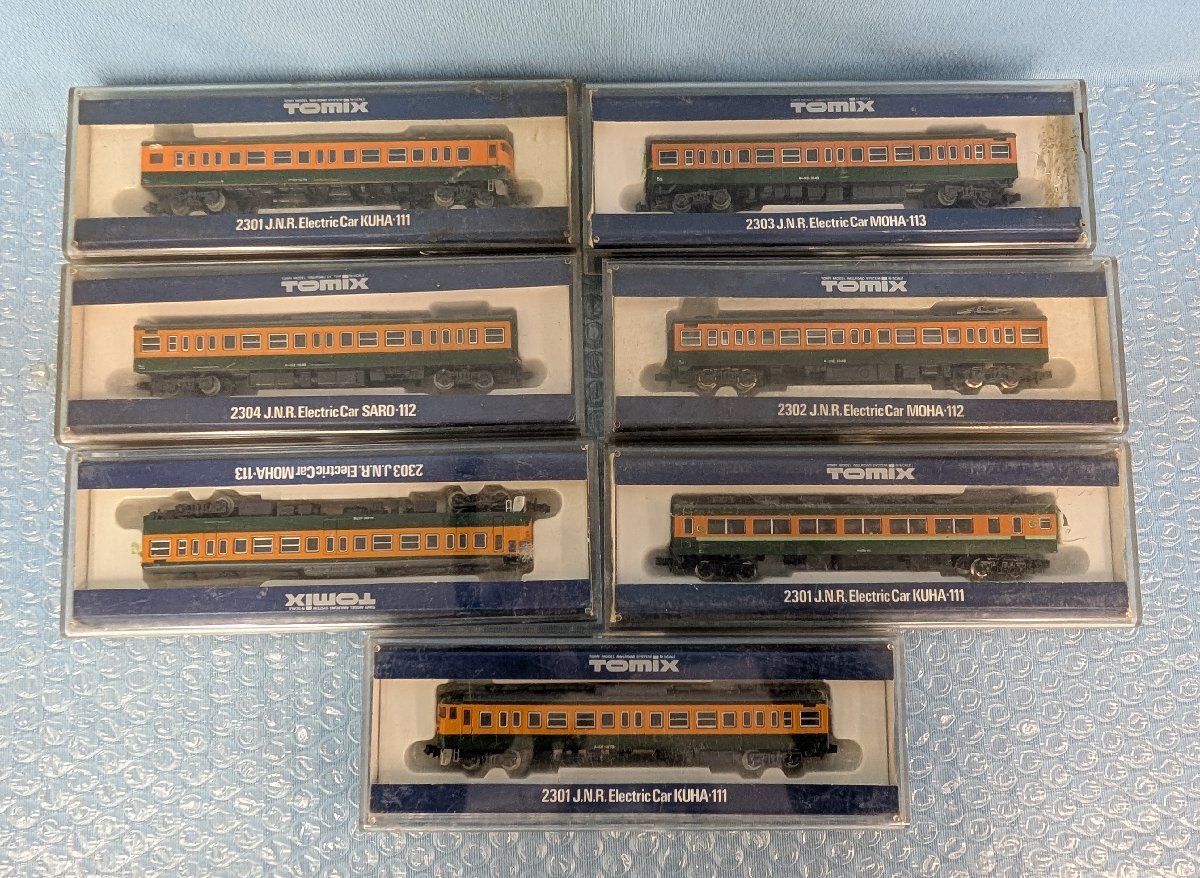 TOMIX
2301 J.N.R. Electric Car KUHA-111
TOMIX
2303 J.N.R. Electric Car MOHA-113
TOMIX
2304 J.N.R. Electric Car SARO-112
TOMIX
2302 J.N.R. Electric Car MOHA-112
2303 J.N.R. Electric Car MOHA-113
TOMIX
TOMIX
2301 J.N.R. Electric Car KUHA-111
TOMIX
2301 J.N.R. Electric Car KUHA-111